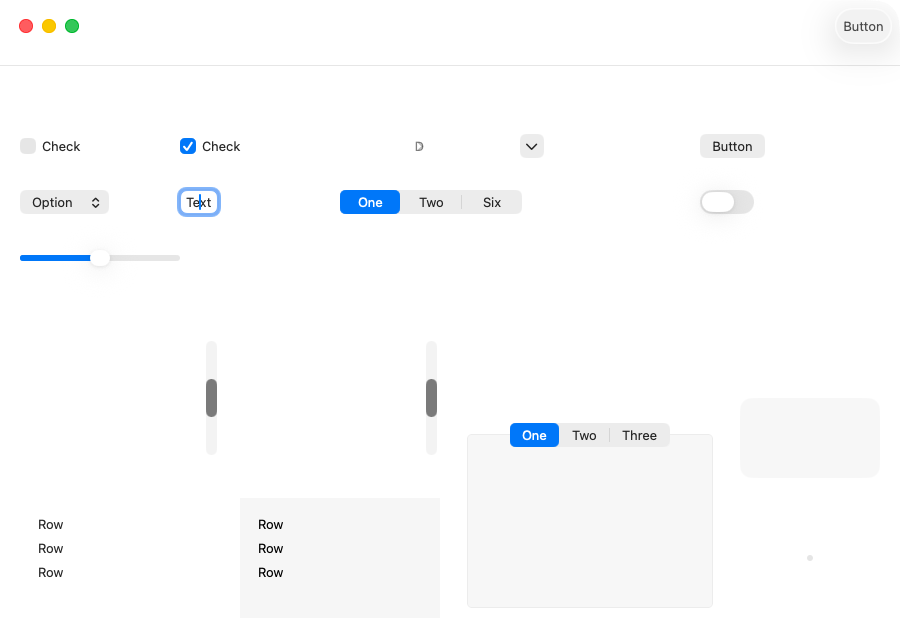 Button
Check
Check
Button
Option
Text
One Two Six
One Two Three
Row
Row
Row
Row
Row
Row